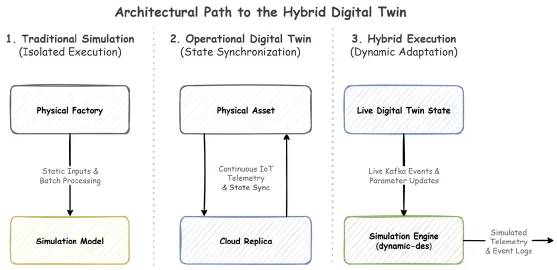 Architectural Path to the Hybrid Digital Twin
1. Traditional Simulation
(Isolated Execution)
Physical Factory
Static Inputs &
Batch Processing
Simulation Model
2. Operational Digital Twin
(State Synchronization)
Physical Asset
Continuous IoT
Telemetry
& State Sync
Cloud Replica
3. Hybrid Execution
(Dynamic Adaptation)
Live Digital Twin State
Live Kafka Events &
Parameter Updates
Simulation Engine
(dynamic-des)
Simulated
Telemetry
& Event Logs